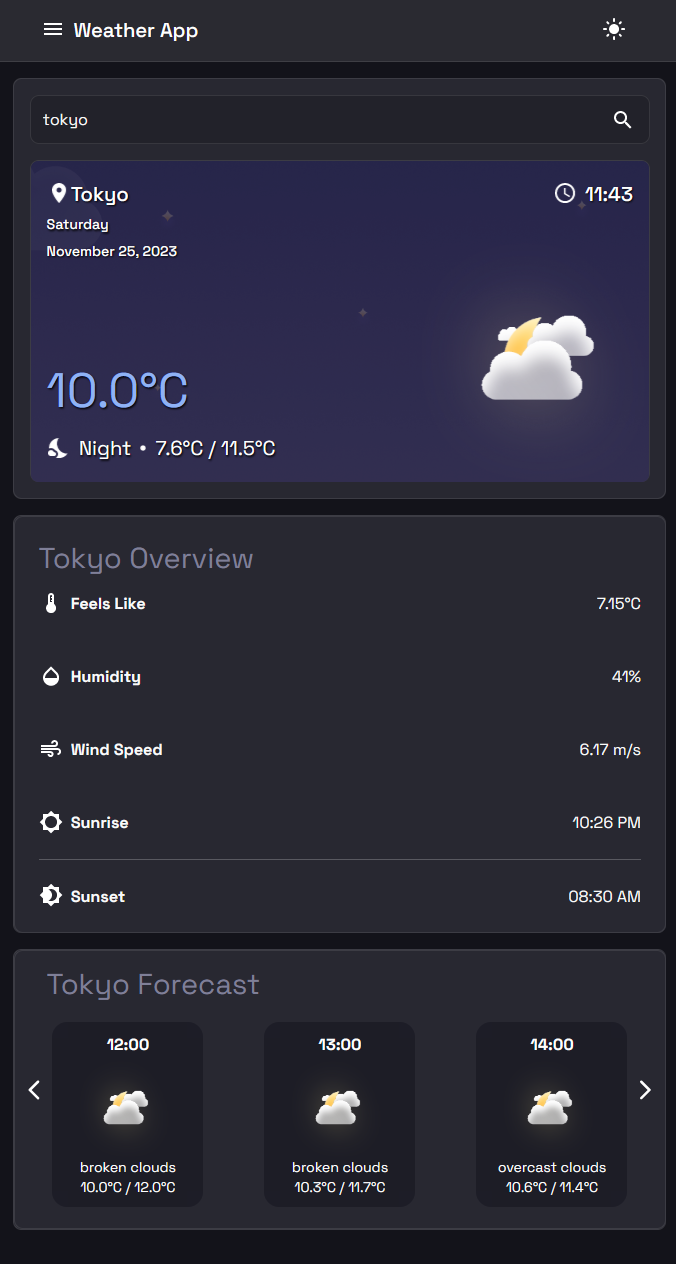 Weather App
tokyo
Tokyo 11:43
Saturday
November 25, 2023
10.0°C
Night • 7.6°C / 11.5°C
Tokyo Overview
Feels Like 7.15°C
Humidity 41%
Wind Speed 6.17 m/s
Sunrise 10:26 PM
Sunset 08:30 AM
Tokyo Forecast
12:00 13:00 14:00
broken clouds broken clouds overcast clouds
10.0°C / 12.0°C 10.3°C / 11.7°C 10.6°C / 11.4°C